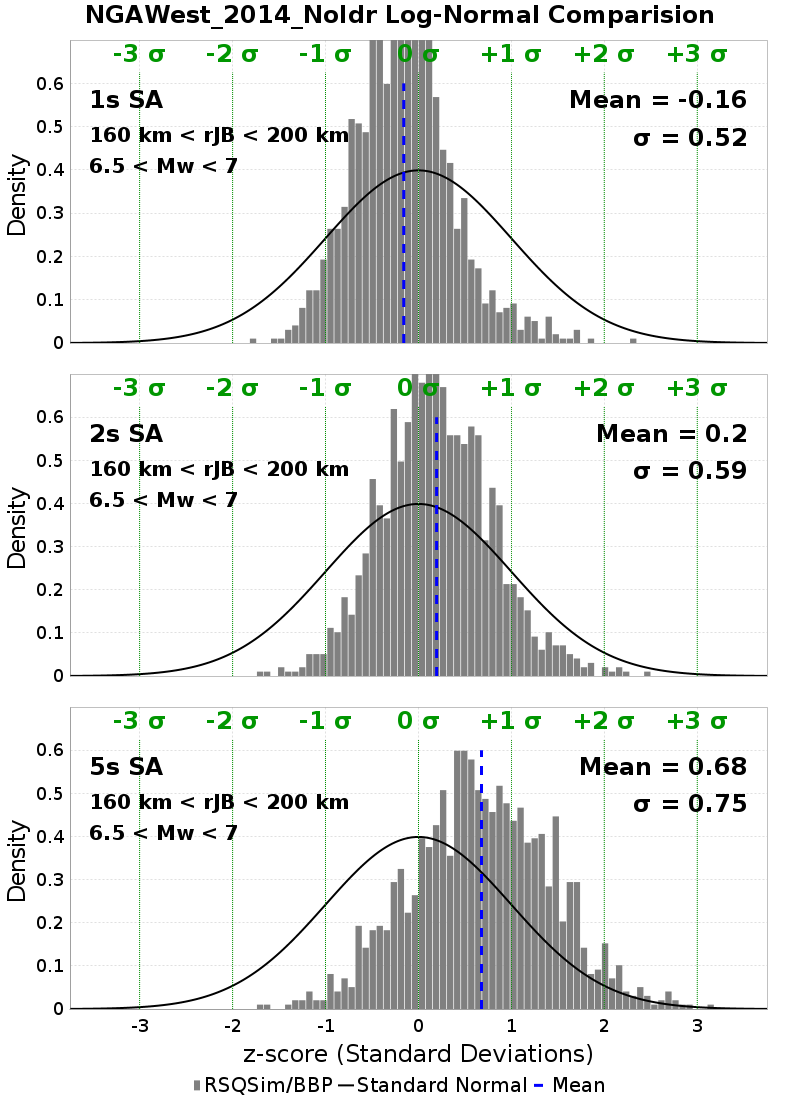 NGAWest_2014_NoIdr Log-Normal Comparision
-3 σ -2 σ -1 σ 0 σ +1 σ +2 σ +3 σ
1s SA
Mean = -0.16
160 km < rJB < 200 km
σ = 0.52
6.5 < Mw < 7
0.6
0.5
0.4
0.3
0.2
0.1
0
Density
-3 σ -2 σ -1 σ 0 σ +1 σ +2 σ +3 σ
2s SA
Mean = 0.2
160 km < rJB < 200 km
σ = 0.59
6.5 < Mw < 7
0.6
0.5
0.4
0.3
0.2
0.1
0
Density
-3 σ -2 σ -1 σ 0 σ +1 σ +2 σ +3 σ
5s SA
Mean = 0.68
160 km < rJB < 200 km
σ = 0.75
6.5 < Mw < 7
0.6
0.5
0.4
0.3
0.2
0.1
0
Density
-3 -2 -1 0 1 2 3
z-score (Standard Deviations)
RSQSim/BBP Standard Normal Mean